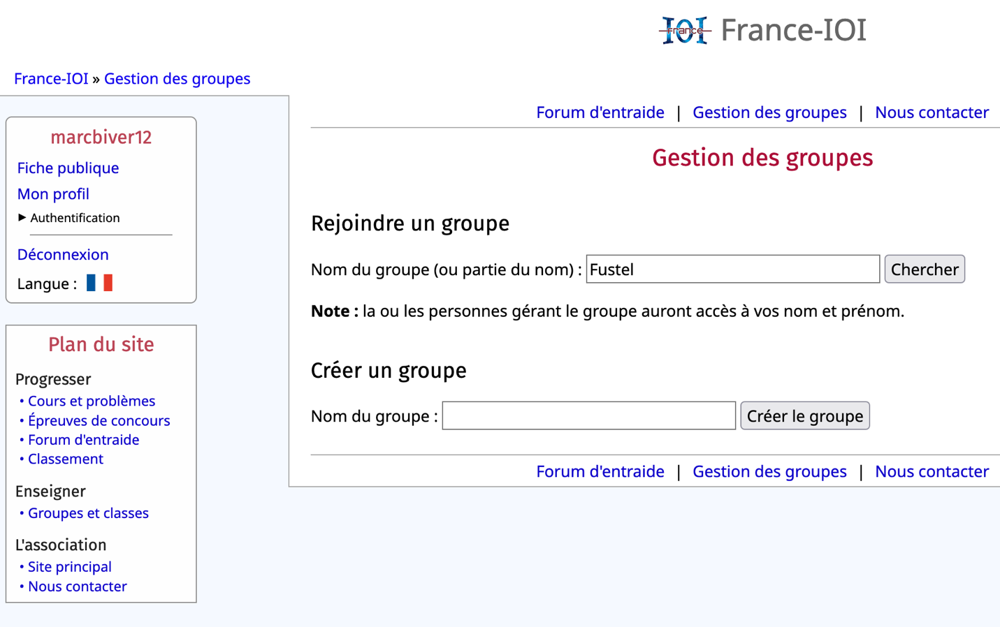 France
IOI
France-IOI
France-IOI » Gestion des groupes
marcbiver12
Fiche publique
Mon profil
► Authentification
Déconnexion
Langue :
Plan du site
Progresser
• Cours et problèmes
• Épreuves de concours
• Forum d'entraide
• Classement
Enseigner
• Groupes et classes
L'association
• Site principal
• Nous contacter
Forum d'entraide | Gestion des groupes | Nous contacter
Gestion des groupes
Rejoindre un groupe
Nom du groupe (ou partie du nom) : Fustel Chercher
Note : la ou les personnes gérant le groupe auront accès à vos nom et prénom.
Créer un groupe
Nom du groupe : Créer le groupe
Forum d'entraide | Gestion des groupes | Nous contacter